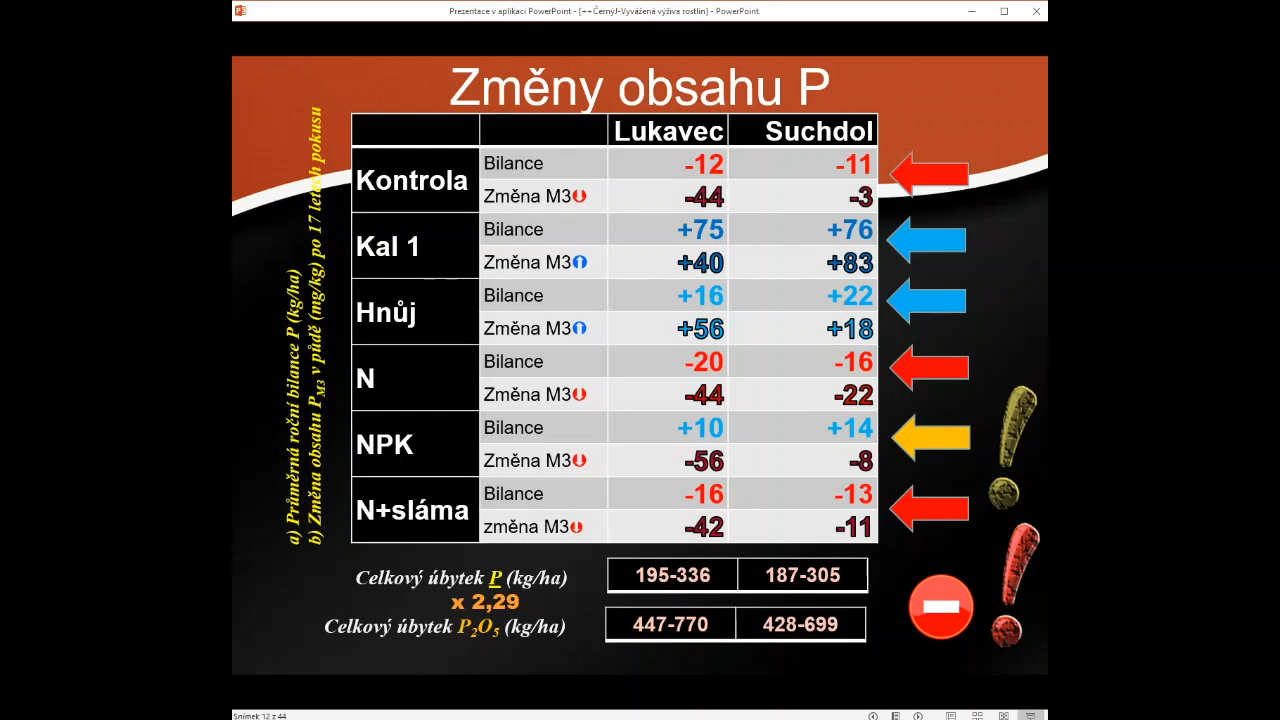 Prezentace v aplikaci PowerPoint - [++ČernýJ-Vyvážená výživa rostlin] - PowerPoint
Změny obsahu P
a) Průměrná roční bilance P (kg/ha)
b) Změna obsahu PM3 v půdě (mg/kg) po 17 letech pokusu
Lukavec Suchdol
Kontrola
Bilance -12 -11
Změna M3 -44 -3
Kal 1
Bilance +75 +76
Změna M3 +40 +83
Hnůj
Bilance +16 +22
Změna M3 +56 +18
N
Bilance -20 -16
Změna M3 -44 -22
NPK
Bilance +10 +14
Změna M3 -56 -8
N+sláma
Bilance -16 -13
změna M3 -42 -11
Celkový úbytek P (kg/ha) 195-336 187-305
x 2,29
Celkový úbytek P2O5 (kg/ha) 447-770 428-699
Snímek 12 z 44